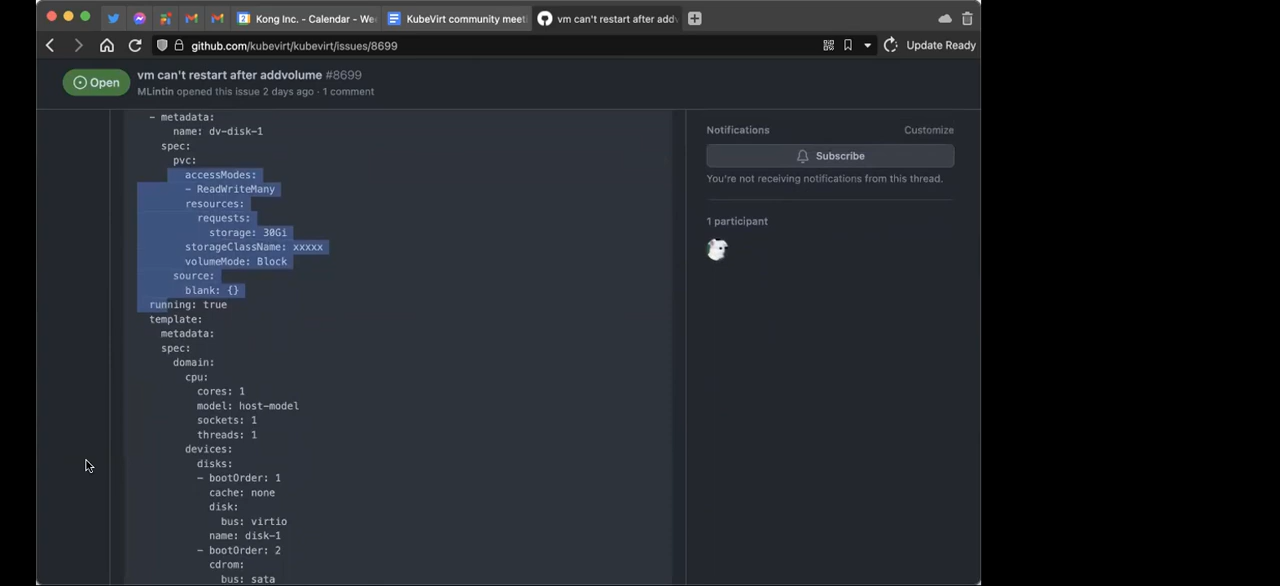 Kong Inc. - Calendar - We
KubeVirt community meeti
vm can't restart after addv
github.com/kubevirt/kubevirt/issues/8699
Update Ready
Open
vm can't restart after addvolume #8699
MLintin opened this issue 2 days ago · 1 comment
- metadata:
name: dv-disk-1
spec:
pvc:
accessModes:
- ReadWriteMany
resources:
requests:
storage: 30Gi
storageClassName: xxxxx
volumeMode: Block
source:
blank: {}
running: true
template:
metadata:
spec:
domain:
cpu:
cores: 1
model: host-model
sockets: 1
threads: 1
devices:
disks:
- bootOrder: 1
cache: none
disk:
bus: virtio
name: disk-1
- bootOrder: 2
cdrom:
bus: sata
Notifications
Customize
Subscribe
You're not receiving notifications from this thread.
1 participant